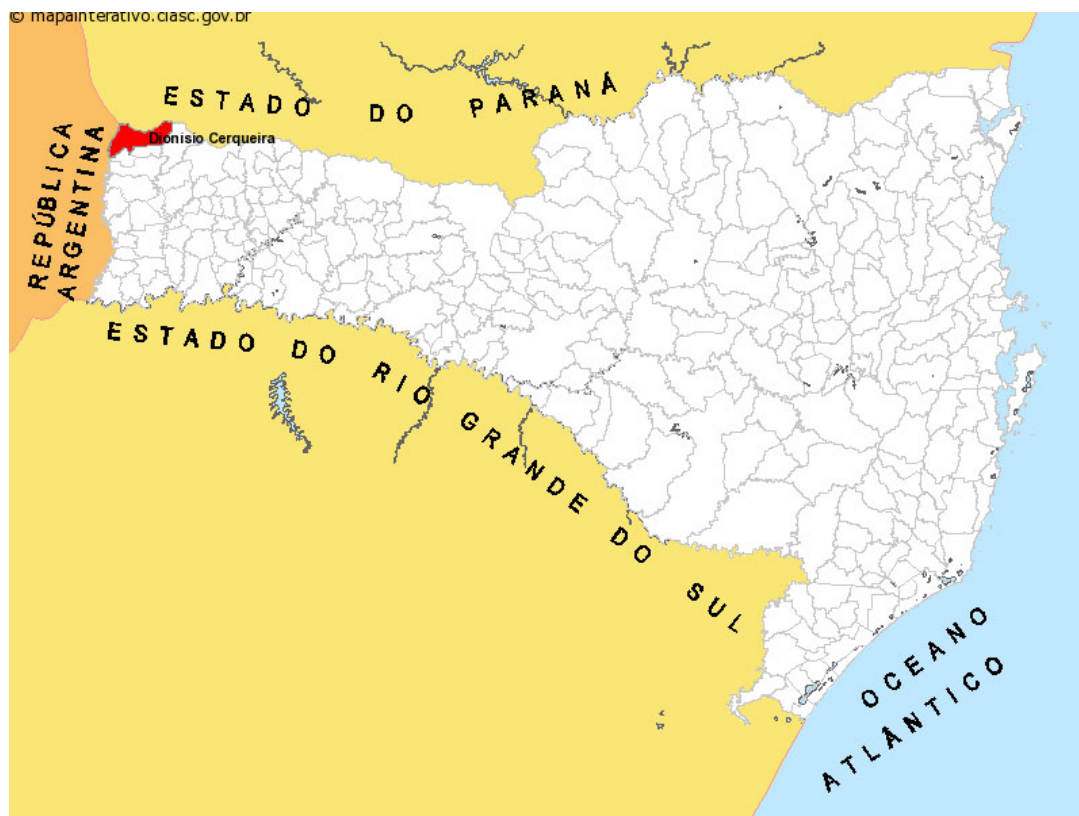 © mapainterativo.ciasc.gov.br
ESTADO DO PARANÁ
Dionísio Cerqueira
REPÚBLICA
ARGENTINA
ESTADO DO RIO GRANDE DO SUL
OCEANO
ATLÂNTICO